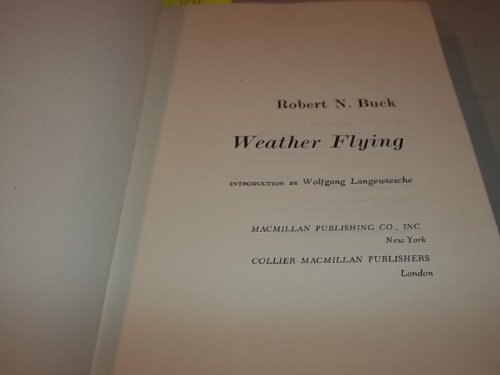 Robert N. Buck
Weather Flying
INTRODUCTION BY Wolfgang Langewiesche
MACMILLAN PUBLISHING CO., INC.
New York
COLLIER MACMILLAN PUBLISHERS
London